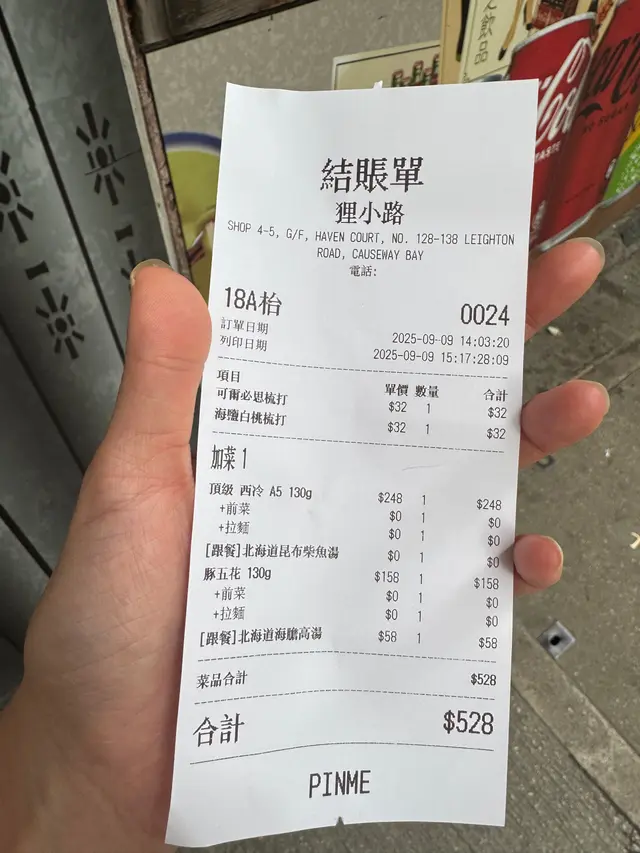 之飲品
Coca
TASTE
NO SUGAR
結賬單
狸小路
SHOP 4-5, G/F, HAVEN COURT, NO. 128-138 LEIGHTON
ROAD, CAUSEWAY BAY
電話:
18A枱 0024
訂單日期 2025-09-09 14:03:20
列印日期 2025-09-09 15:17:28:09
項目 單價 數量 合計
可爾必思梳打 $32 1 $32
海鹽白桃梳打 $32 1 $32
加菜 1
頂級 西冷 A5 130g $248 1 $248
+前菜 $0 1 $0
+拉麵 $0 1 $0
[跟餐]北海道昆布柴魚湯 $0 1 $0
豚五花 130g $158 1 $158
+前菜 $0 1 $0
+拉麵 $0 1 $0
[跟餐]北海道海膽高湯 $58 1 $58
菜品合計 $528
合計 $528
PINME